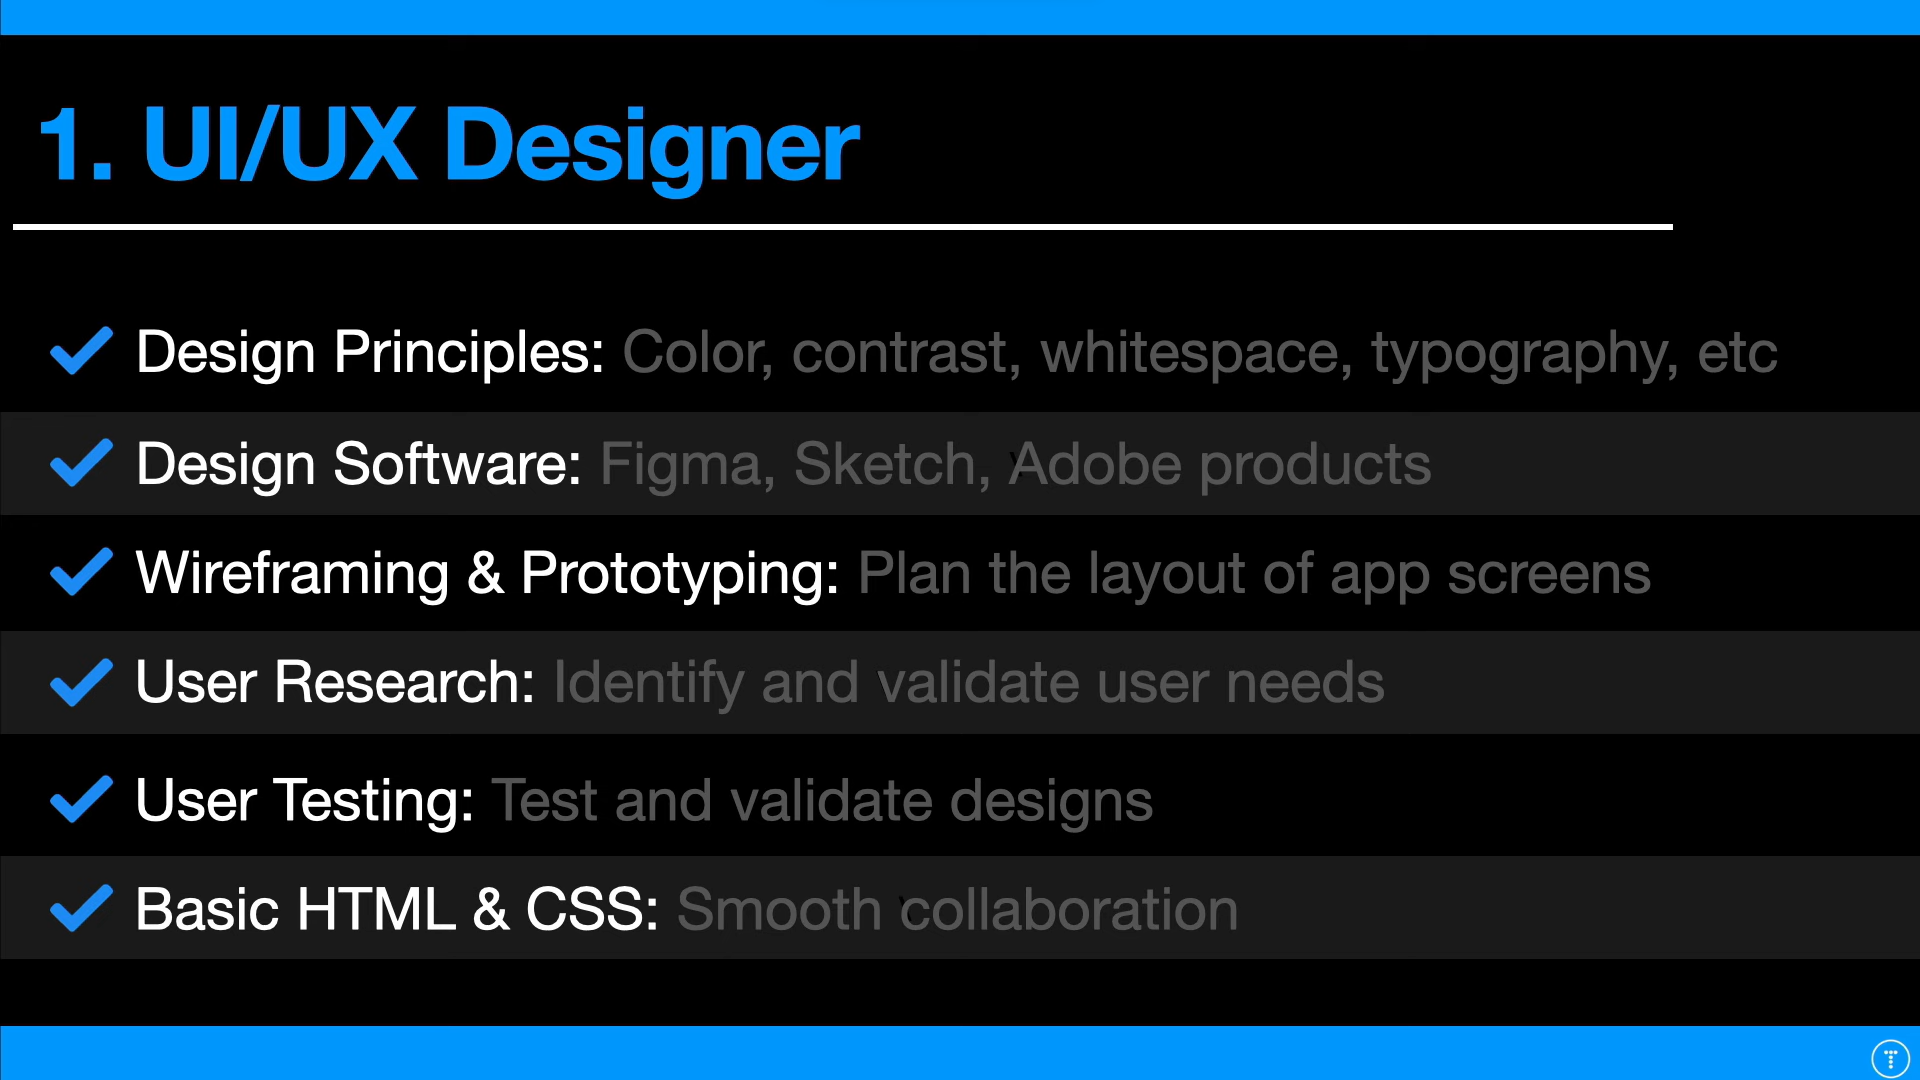 1. UI/UX Designer
Design Principles: Color, contrast, whitespace, typography, etc
Design Software: Figma, Sketch, Adobe products
Wireframing & Prototyping: Plan the layout of app screens
User Research: Identify and validate user needs
User Testing: Test and validate designs
Basic HTML & CSS: Smooth collaboration